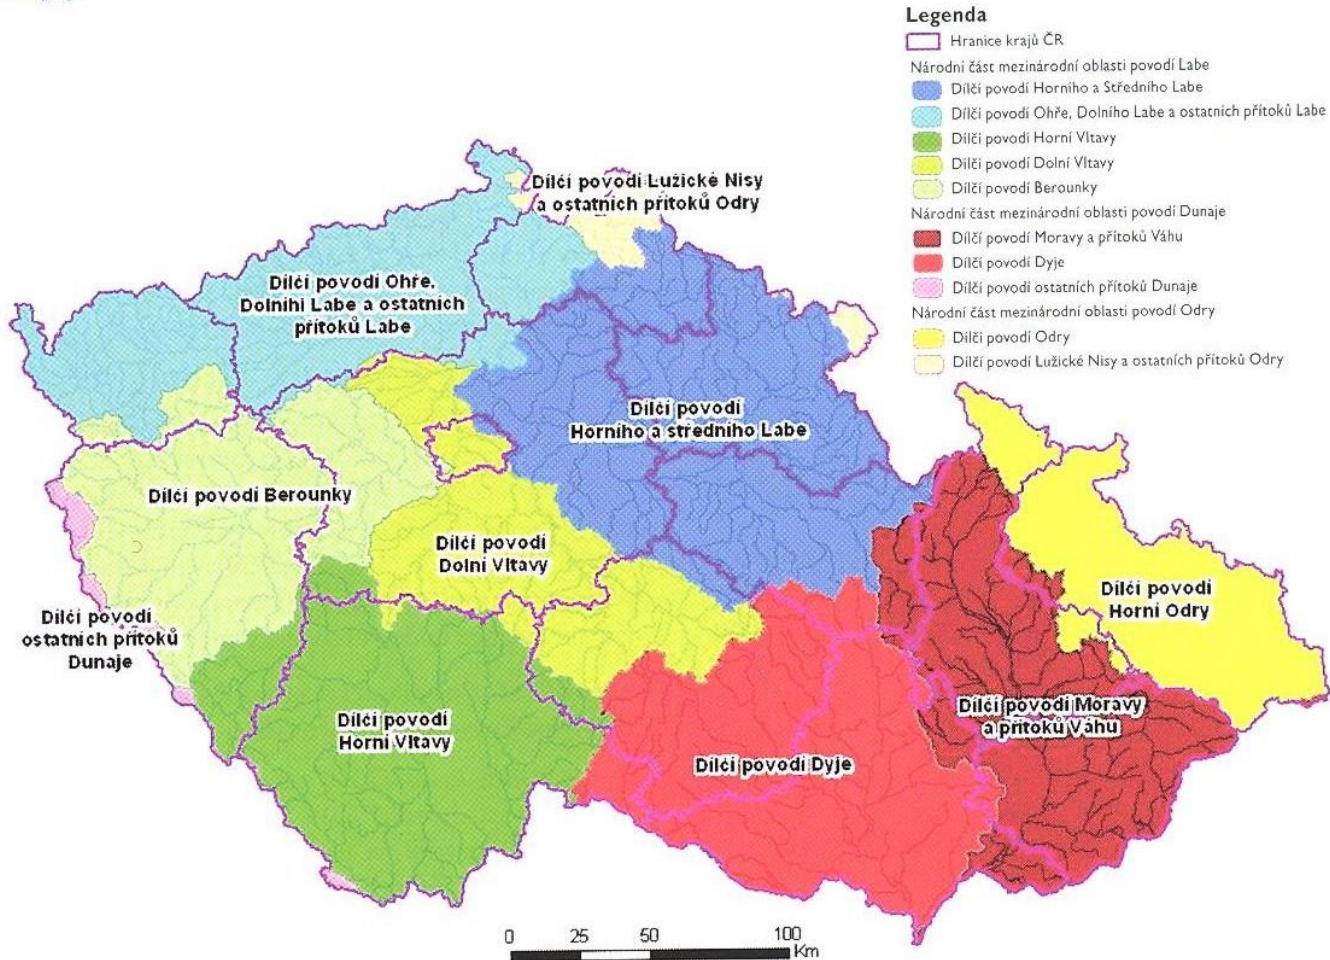 Legenda
Hranice krajů ČR
Národní část mezinárodní oblasti povodí Labe
Dílčí povodí Horního a Středního Labe
Dílčí povodí Ohře, Dolního Labe a ostatních přítoků Labe
Dílčí povodí Horní Vltavy
Dílčí povodí Dolní Vltavy
Dílčí povodí Berounky
Národní část mezinárodní oblasti povodí Dunaje
Dílčí povodí Moravy a přítoků Váhu
Dílčí povodí Dyje
Dílčí povodí ostatních přítoků Dunaje
Národní část mezinárodní oblasti povodí Odry
Dílčí povodí Odry
Dílčí povodí Lužické Nisy a ostatních přítoků Odry
Dílčí povodí Lužické Nisy
a ostatních přítoků Odry
Dílčí povodí Ohře,
Dolnihi Labe a ostatních
přítoků Labe
Dílčí povodí
Horního a středního Labe
Dílčí povodí Berounky
Dílčí povodí
Dolní Vltavy
Dílčí povodí
Horní Odry
Dílčí povodí
ostatních přítoků
Dunaje
Dílčí povodí
Horní Vltavy
Dílčí povodí Moravy
a přítoků Váhu
Dílčí povodí Dyje
0 25 50 100
Km